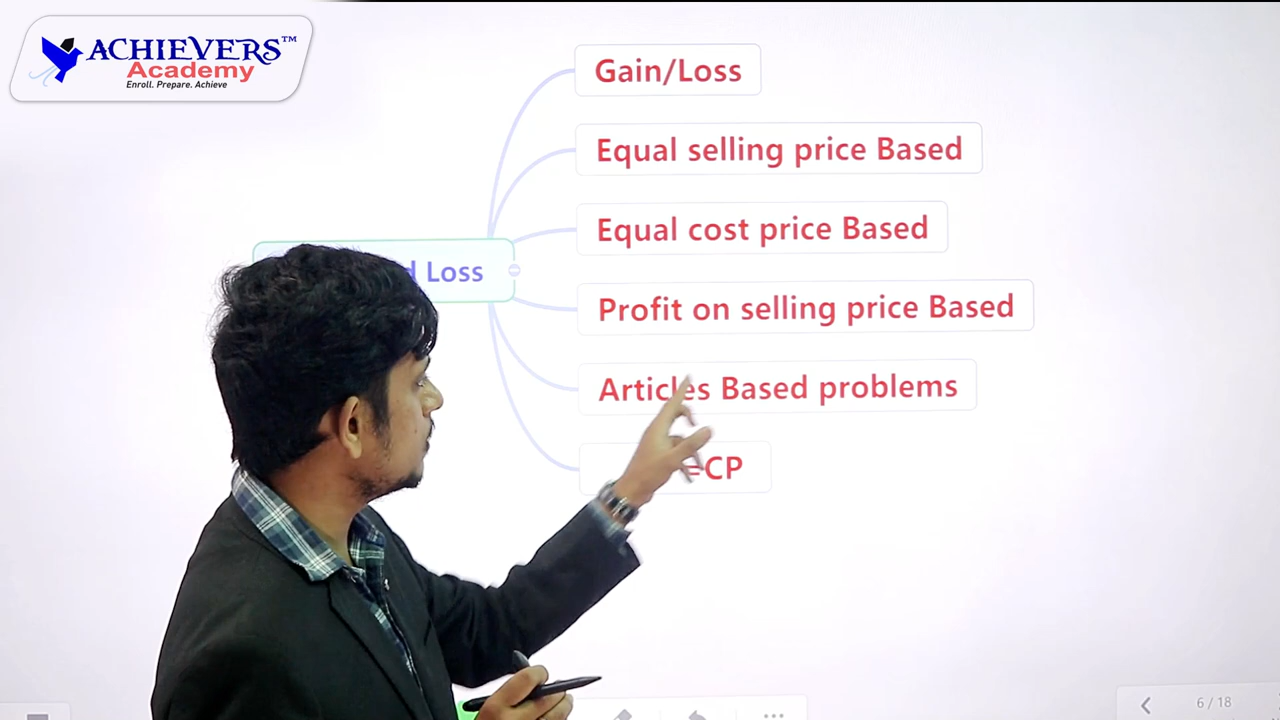 ACHIEVERS™
Academy
Enroll. Prepare. Achieve
Gain/Loss
Equal selling price Based
Equal cost price Based
Loss
Profit on selling price Based
Articles Based problems
=CP
6 / 18